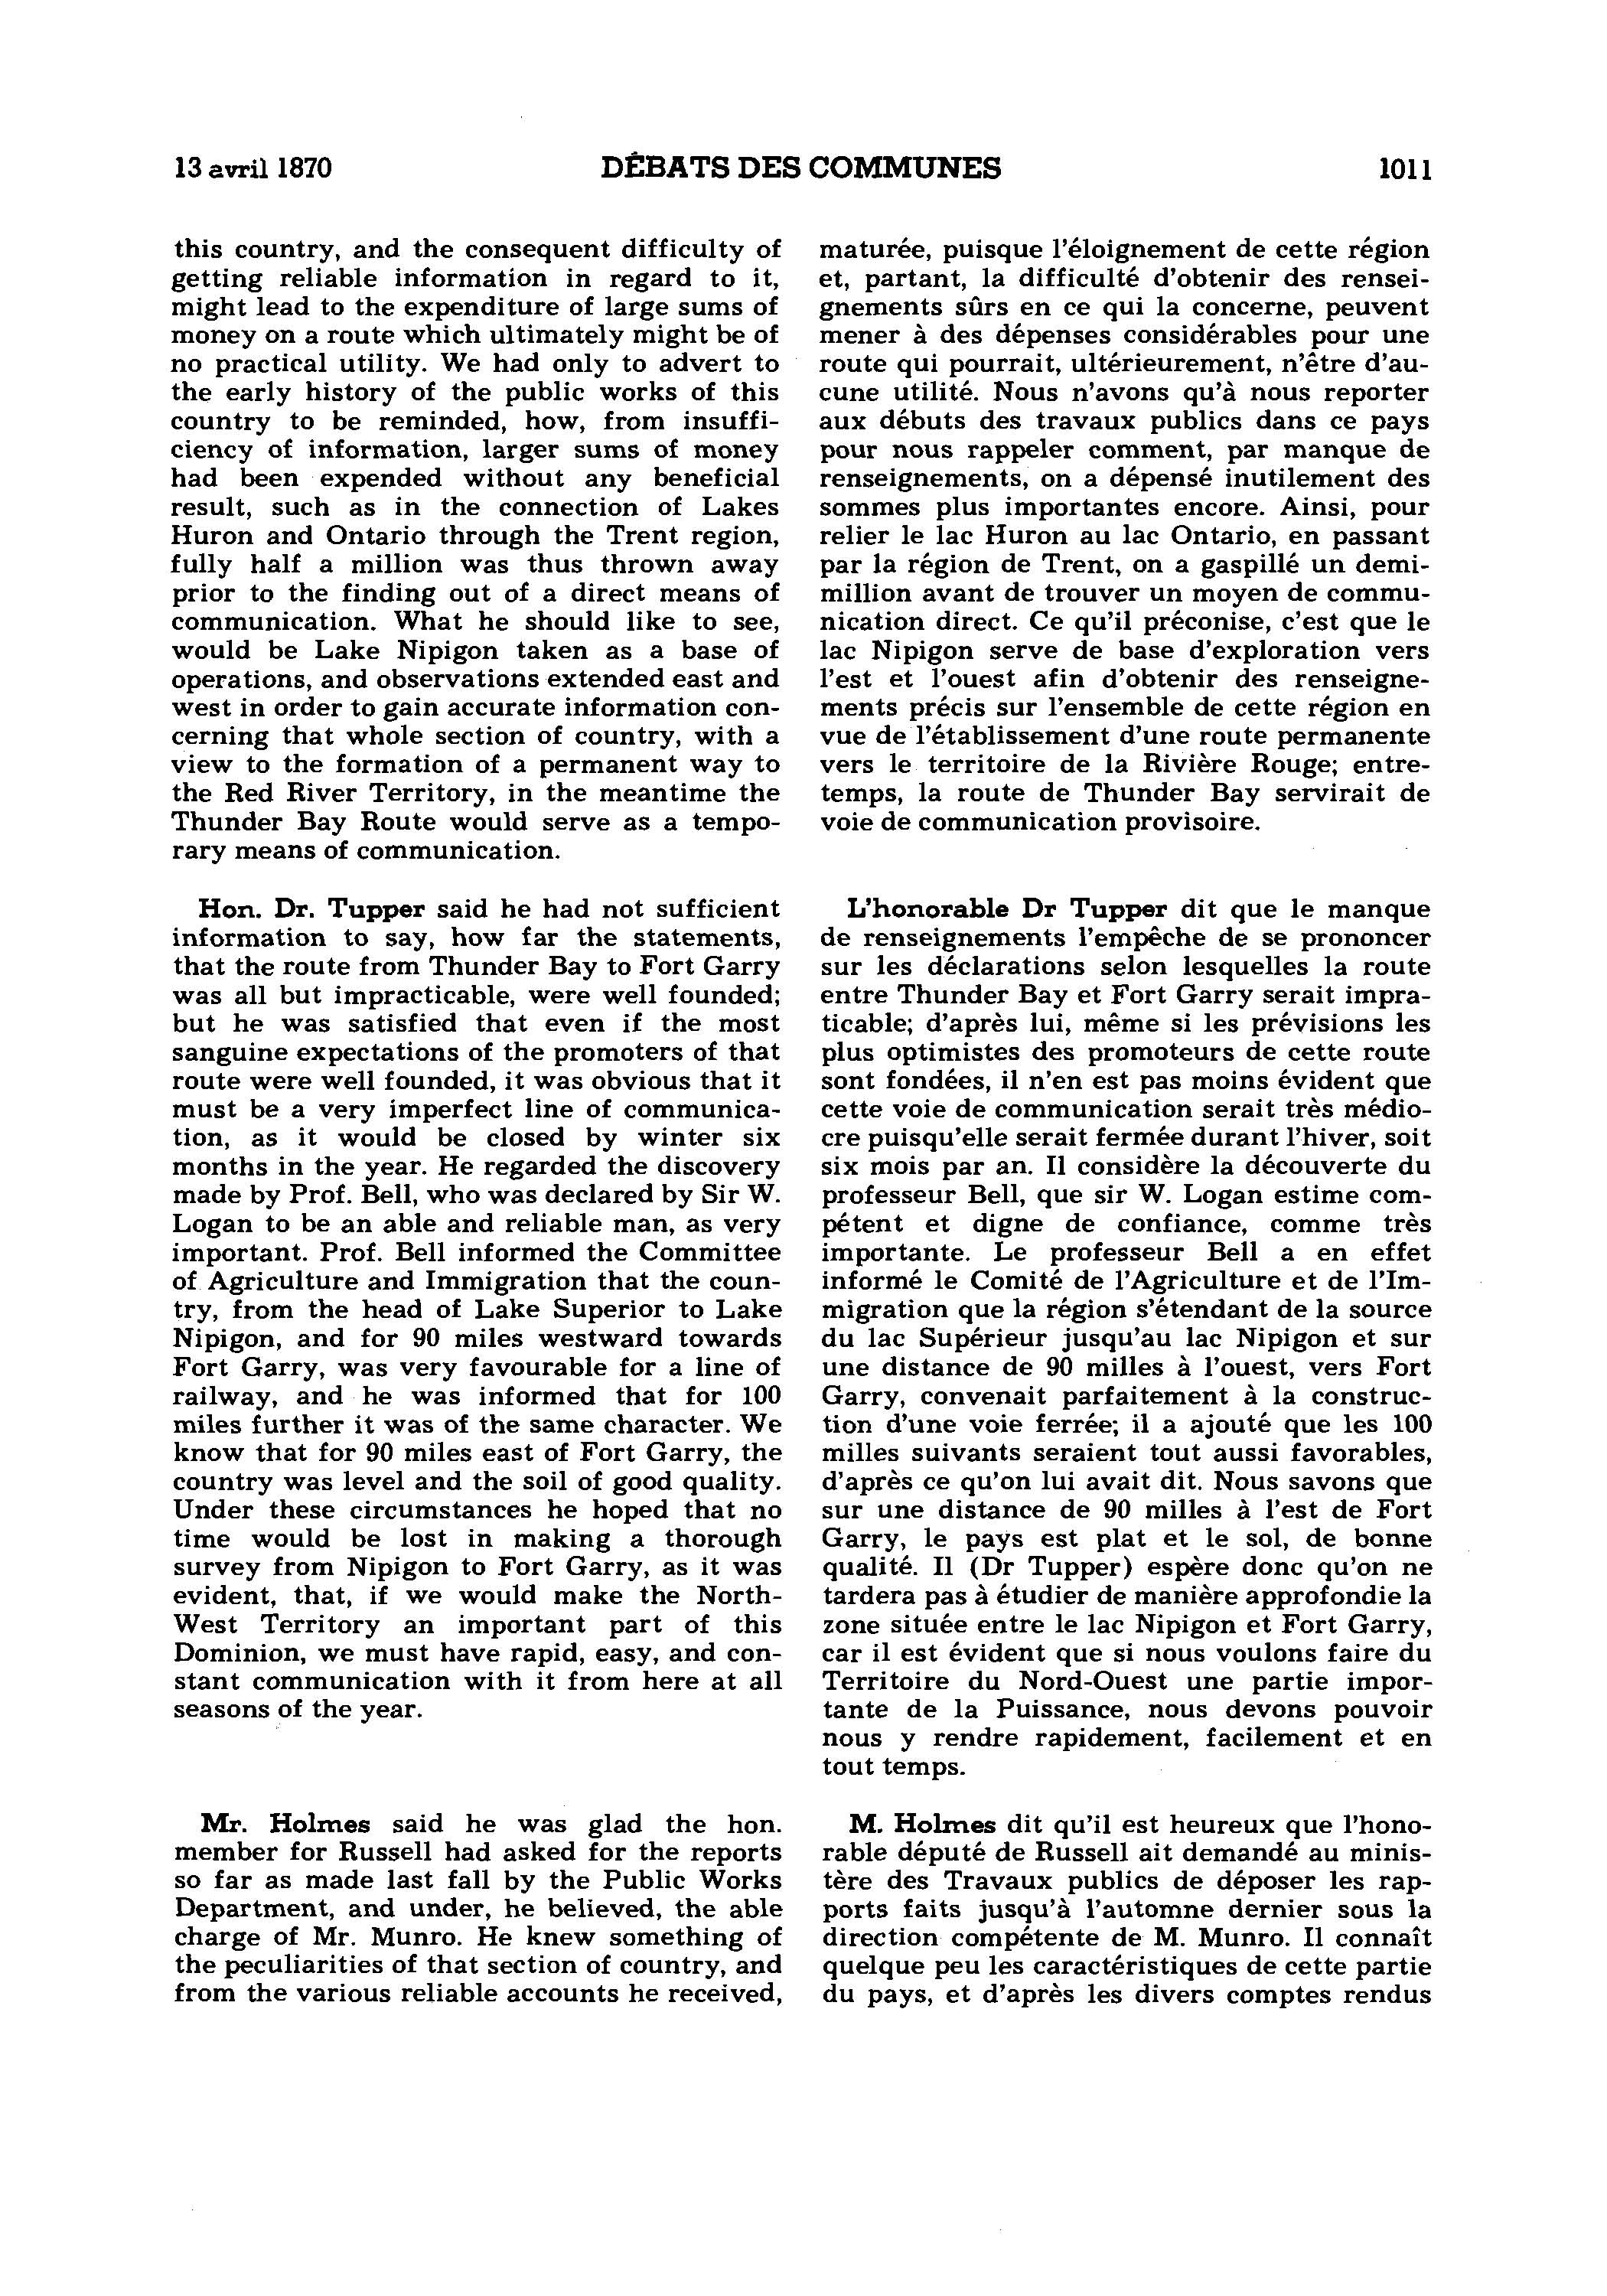 13 avril 1870
DÉBATS DES COMMUNES
1011
this country, and the consequent difficulty of
getting reliable information in regard to it,
might lead to the expenditure of large sums of
money on a route which ultimately might be of
no practical utility. We had only to advert to
the early history of the public works of this
country to be reminded, how, from insuffi-
ciency of information, larger sums of money
had been expended without any beneficial
result, such as in the connection of Lakes
Huron and Ontario through the Trent region,
fully half a million was thus thrown away
prior to the finding out of a direct means of
communication. What he should like to see,
would be Lake Nipigon taken as a base of
operations, and observations extended east and
west in order to gain accurate information con-
cerning that whole section of country, with a
view to the formation of a permanent way to
the Red River Territory, in the meantime the
Thunder Bay Route would serve as a tempo-
rary means of communication.
Hon. Dr. Tupper said he had not sufficient
information to say, how far the statements,
that the route from Thunder Bay to Fort Garry
was all but impracticable, were well founded;
but he was satisfied that even if the most
sanguine expectations of the promoters of that
route were well founded, it was obvious that it
must be a very imperfect line of communica-
tion, as it would be closed by winter six
months in the year. He regarded the discovery
made by Prof. Bell, who was declared by Sir W.
Logan to be an able and reliable man, as very
important. Prof. Bell informed the Committee
of Agriculture and Immigration that the coun-
try, from the head of Lake Superior to Lake
Nipigon, and for 90 miles westward towards
Fort Garry, was very favourable for a line of
railway, and he was informed that for 100
miles further it was of the same character. We
know that for 90 miles east of Fort Garry, the
country was level and the soil of good quality.
Under these circumstances he hoped that no
time would be lost in making a thorough
survey from Nipigon to Fort Garry, as it was
evident, that, if we would make the North-
West Territory an important part of this
Dominion, we must have rapid, easy, and con-
stant communication with it from here at all
seasons of the year.
Mr. Holmes said he was glad the hon.
member for Russell had asked for the reports
so far as made last fall by the Public Works
Department, and under, he believed, the able
charge of Mr. Munro. He knew something of
the peculiarities of that section of country, and
from the various reliable accounts he received,
maturée, puisque l'éloignement de cette région
et, partant, la difficulté d'obtenir des rensei-
gnements sûrs en ce qui la concerne, peuvent
mener à des dépenses considérables pour une
route qui pourrait, ultérieurement, n'être d'au-
cune utilité. Nous n'avons qu'à nous reporter
aux débuts des travaux publics dans ce pays
pour nous rappeler comment, par manque de
renseignements, on a dépensé inutilement des
sommes plus importantes encore. Ainsi, pour
relier le lac Huron au lac Ontario, en passant
par la région de Trent, on a gaspillé un demi-
million avant de trouver un moyen de commu-
nication direct. Ce qu'il préconise, c'est que le
lac Nipigon serve de base d'exploration vers
l'est et l'ouest afin d'obtenir des renseigne-
ments précis sur l'ensemble de cette région en
vue de l'établissement d'une route permanente
vers le territoire de la Rivière Rouge; entre-
temps, la route de Thunder Bay servirait de
voie de communication provisoire.
L'honorable Dr Tupper dit que le manque
de renseignements l'empêche de se prononcer
sur les déclarations selon lesquelles la route
entre Thunder Bay et Fort Garry serait impra-
ticable; d'après lui, même si les prévisions les
plus optimistes des promoteurs de cette route
sont fondées, il n'en est pas moins évident que
cette voie de communication serait très médio-
cre puisqu'elle serait fermée durant l'hiver, soit
six mois par an. Il considère la découverte du
professeur Bell, que sir W. Logan estime com-
pétent et digne de confiance, comme très
importante. Le professeur Bell a en effet
informé le Comité de l'Agriculture et de l'Im-
migration que la région s'étendant de la source
du lac Supérieur jusqu'au lac Nipigon et sur
une distance de 90 milles à l'ouest, vers Fort
Garry, convenait parfaitement à la construc-
tion d'une voie ferrée; il a ajouté que les 100
milles suivants seraient tout aussi favorables,
d'après ce qu'on lui avait dit. Nous savons que
sur une distance de 90 milles à l'est de Fort
Garry, le pays est plat et le sol, de bonne
qualité. Il (Dr Tupper) espère donc qu'on ne
tardera pas à étudier de manière approfondie la
zone située entre le lac Nipigon et Fort Garry,
car il est évident que si nous voulons faire du
Territoire du Nord-Ouest une partie impor-
tante de la Puissance, nous devons pouvoir
nous y rendre rapidement, facilement et en
tout temps.
M. Holmes dit qu'il est heureux que l'hono-
rable député de Russell ait demandé au minis-
tère des Travaux publics de déposer les rap-
ports faits jusqu'à l'automne dernier sous la
direction compétente de M. Munro. Il connaît
quelque peu les caractéristiques de cette partie
du pays, et d'après les divers comptes rendus